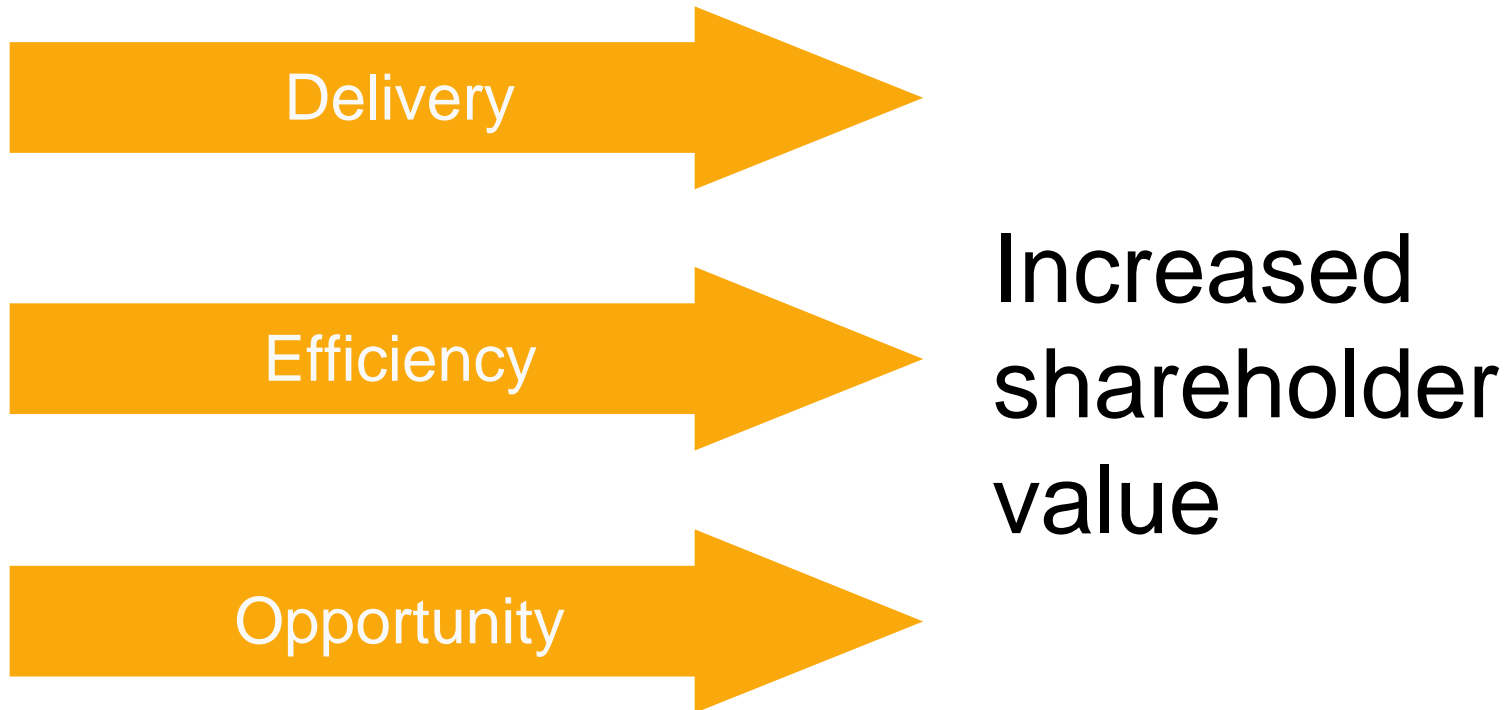 Delivery
Efficiency
Opportunity
Increased
shareholder
value